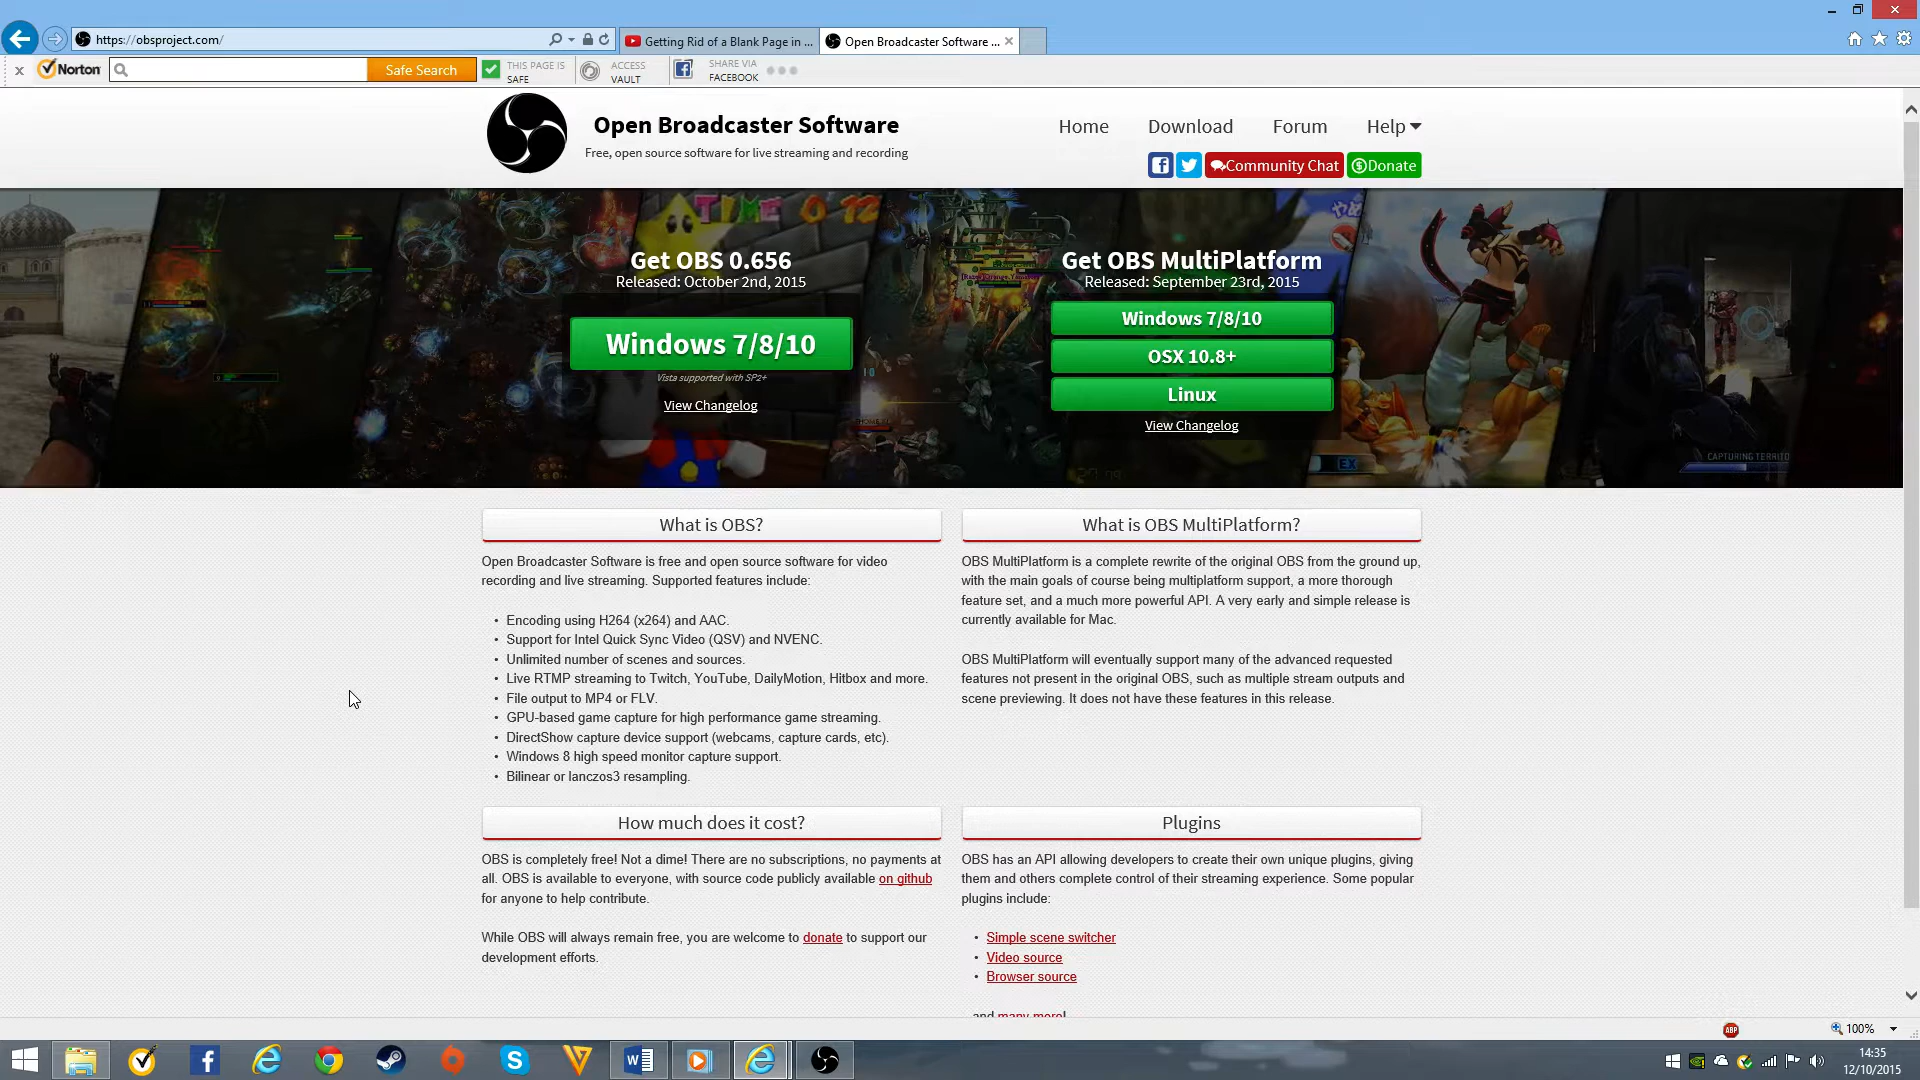 https://obsproject.com/
Getting Rid of a Blank Page in ...
Open Broadcaster Software ...
Norton
Safe Search
THIS PAGE IS
SAFE
ACCESS
VAULT
SHARE VIA
FACEBOOK
Open Broadcaster Software
Free, open source software for live streaming and recording
Home
Download
Forum
Help
Community Chat
Donate
TIME 0 12
Get OBS 0.656
Released: October 2nd, 2015
Windows 7/8/10
Vista supported with SP2+
View Changelog
Get OBS MultiPlatform
Released: September 23rd, 2015
Windows 7/8/10
OSX 10.8+
Linux
View Changelog
EX
CAPTURING TERRITO
What is OBS?
Open Broadcaster Software is free and open source software for video
recording and live streaming. Supported features include:
• Encoding using H264 (x264) and AAC.
• Support for Intel Quick Sync Video (QSV) and NVENC.
• Unlimited number of scenes and sources.
• Live RTMP streaming to Twitch, YouTube, DailyMotion, Hitbox and more.
• File output to MP4 or FLV.
• GPU-based game capture for high performance game streaming.
• DirectShow capture device support (webcams, capture cards, etc).
• Windows 8 high speed monitor capture support.
• Bilinear or lanczos3 resampling.
What is OBS MultiPlatform?
OBS MultiPlatform is a complete rewrite of the original OBS from the ground up,
with the main goals of course being multiplatform support, a more thorough
feature set, and a much more powerful API. A very early and simple release is
currently available for Mac.
OBS MultiPlatform will eventually support many of the advanced requested
features not present in the original OBS, such as multiple stream outputs and
scene previewing. It does not have these features in this release.
How much does it cost?
OBS is completely free! Not a dime! There are no subscriptions, no payments at
all. OBS is available to everyone, with source code publicly available on github
for anyone to help contribute.
While OBS will always remain free, you are welcome to donate to support our
development efforts.
Plugins
OBS has an API allowing developers to create their own unique plugins, giving
them and others complete control of their streaming experience. Some popular
plugins include:
• Simple scene switcher
• Video source
• Browser source
and many more!
ABP
100%
14:35
12/10/2015